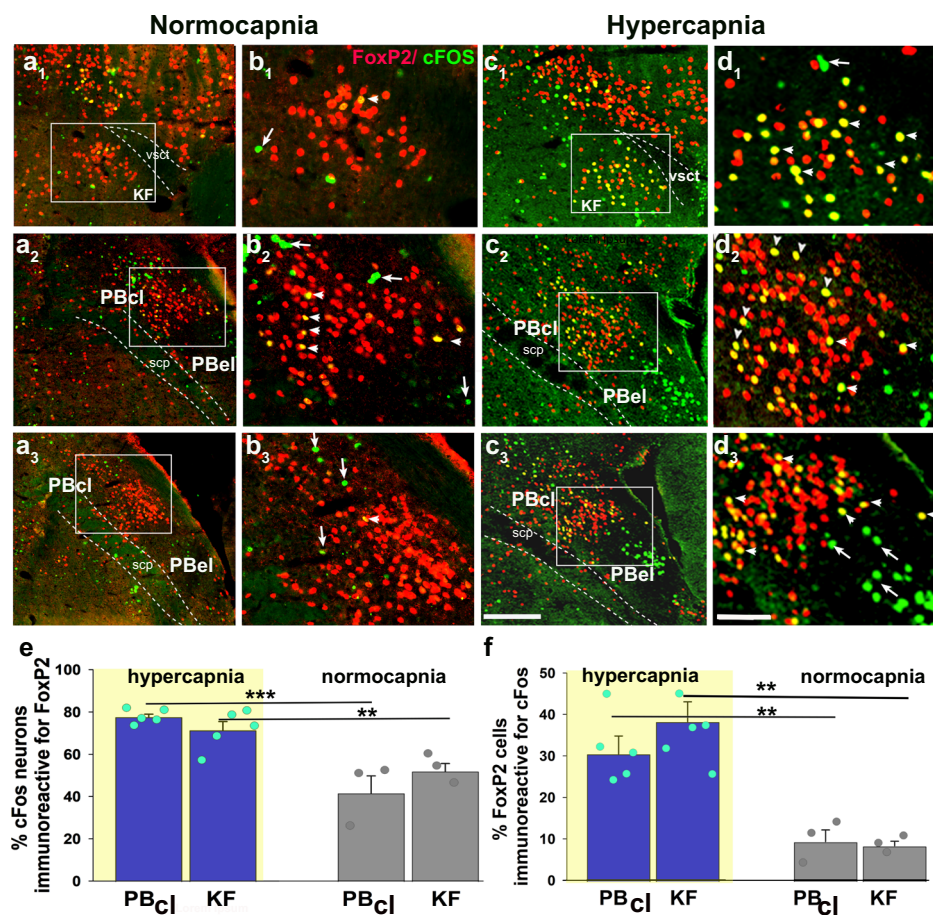 Normocapnia
Hypercapnia
a1
vsct
KF
b1
FoxP2/ cFOS
c1
vsct
KF
d1
a2
PBcl
scp
PBel
b2
c2
PBcl
scp
PBel
d2
a3
PBcl
scp
PBel
b3
c3
PBcl
scp
PBel
d3
e
% cFos neurons
immunoreactive for FoxP2
100
80
60
40
20
0
hypercapnia
normocapnia
***
**
PBcl
KF
PBcl
KF
f
% FoxP2 cells
immunoreactive for cFos
50
40
30
20
10
0
hypercapnia
normocapnia
**
**
PBcl
KF
PBcl
KF